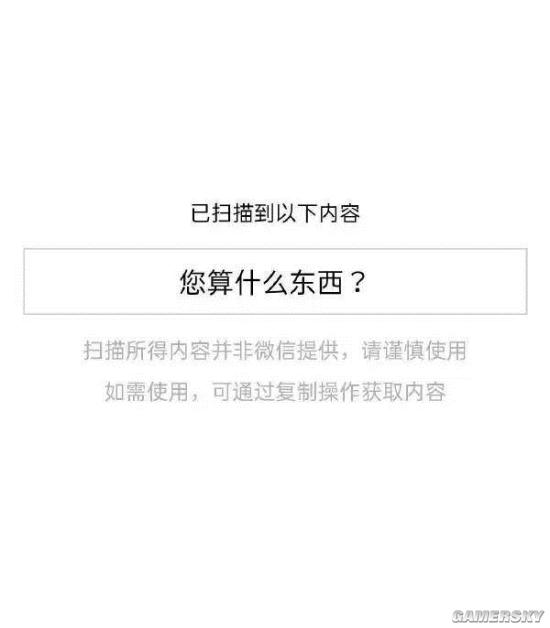 已扫描到以下内容
您算什么东西？
扫描所得内容并非微信提供，请谨慎使用
如需使用，可通过复制操作获取内容
GAMERSKY